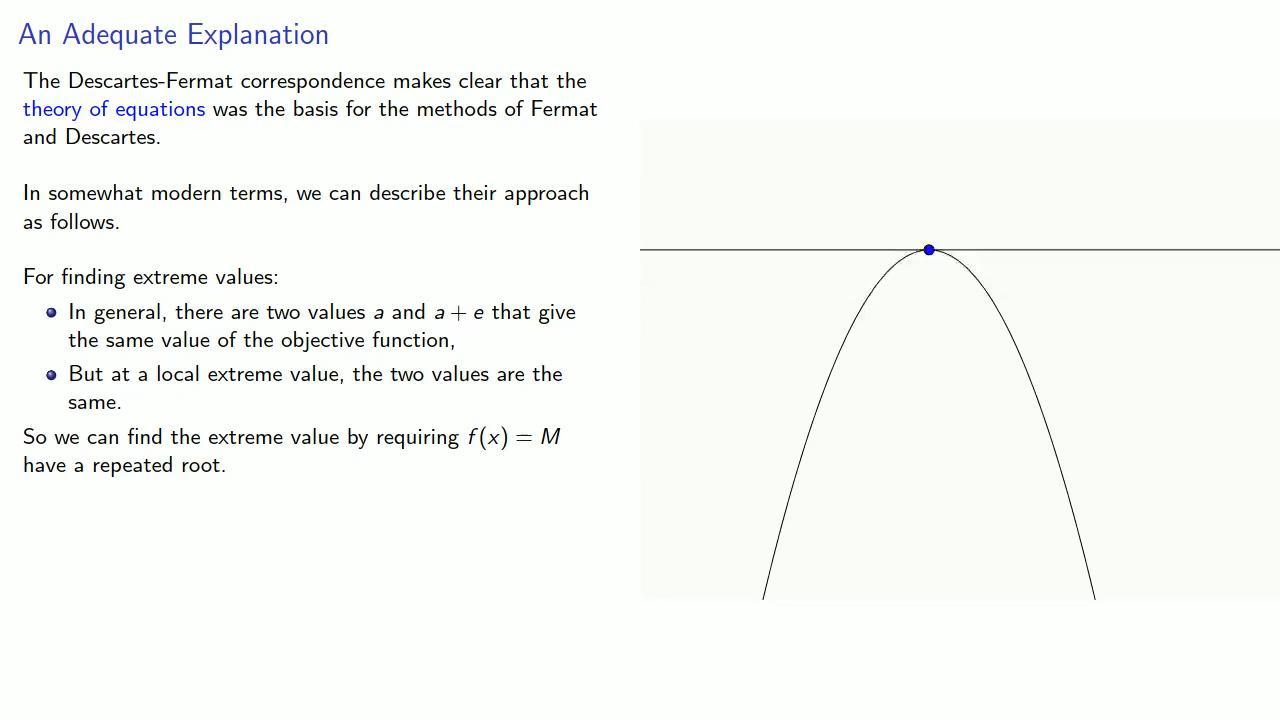 An Adequate Explanation
The Descartes-Fermat correspondence makes clear that the
theory of equations was the basis for the methods of Fermat
and Descartes.
In somewhat modern terms, we can describe their approach
as follows.
For finding extreme values:
In general, there are two values a and a + e that give
the same value of the objective function,
But at a local extreme value, the two values are the
same.
So we can find the extreme value by requiring f(x) = M
have a repeated root.